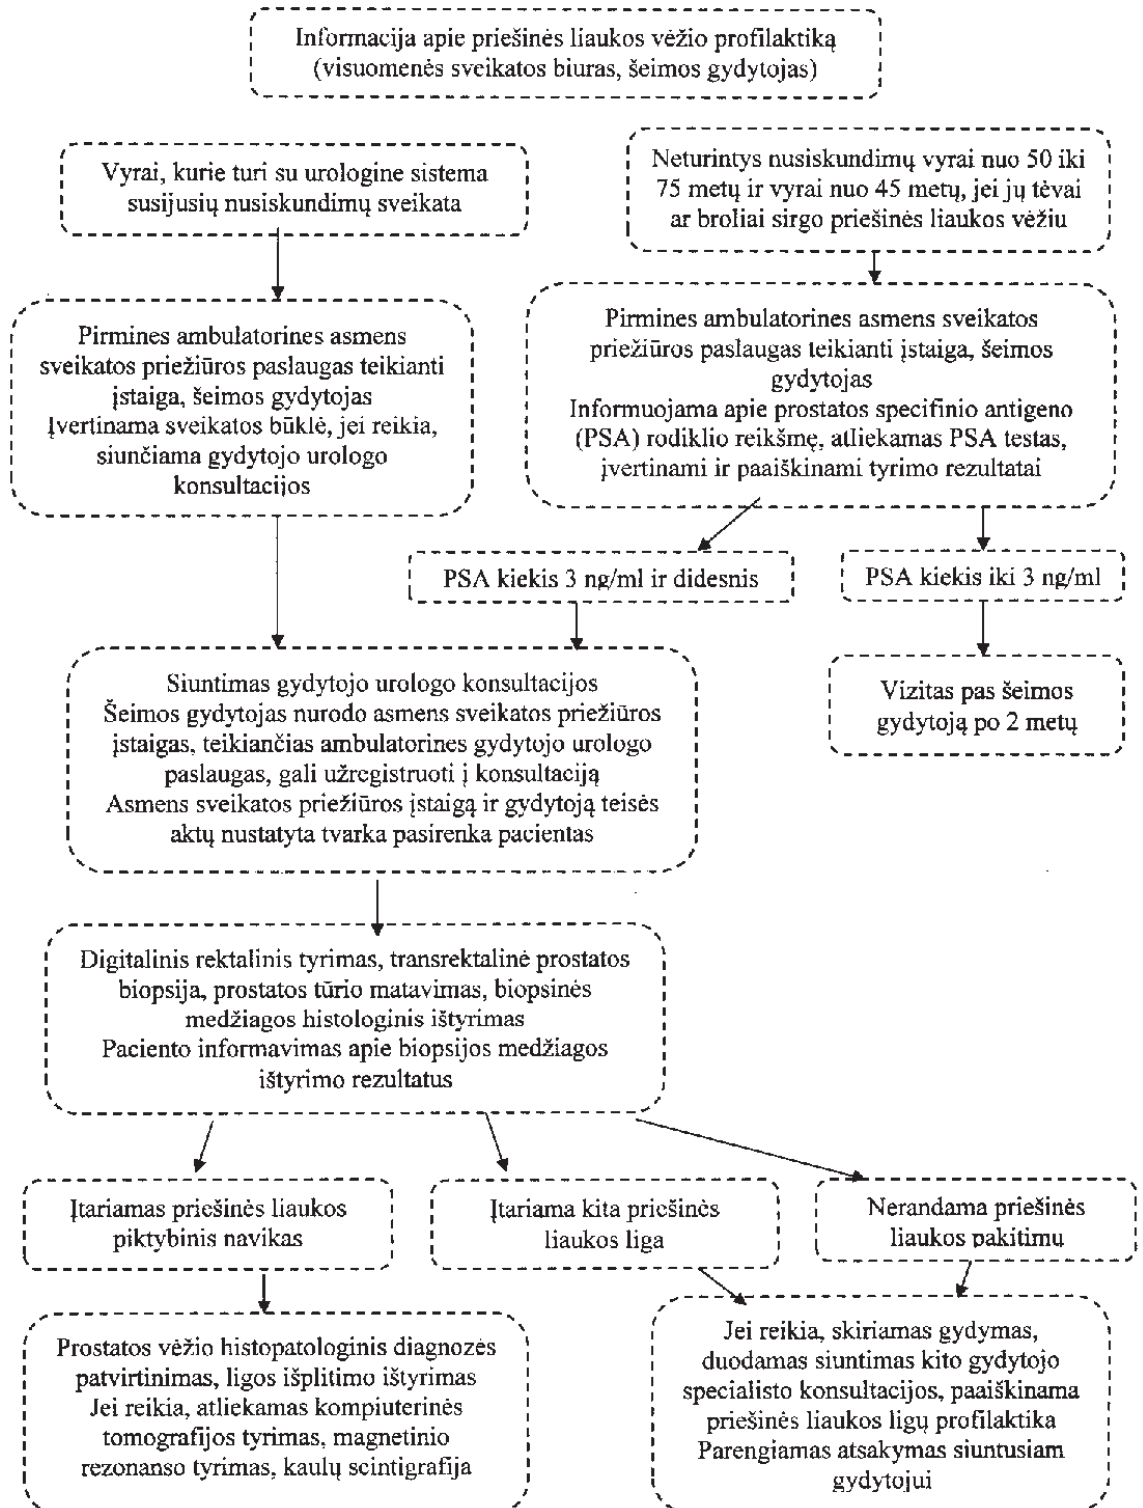 Informacija apie priešinės liaukos vėžio profilaktiką
(visuomenės sveikatos biuras, šeimos gydytojas)
Vyrai, kurie turi su urologine sistema
susijusių nusiskundimų sveikata
Neturintys nusiskundimų vyrai nuo 50 iki
75 metų ir vyrai nuo 45 metų, jei jų tėvai
ar broliai sirgo priešinės liaukos vėžiu
Pirmines ambulatorines asmens
sveikatos priežiūros paslaugas teikianti
įstaiga, šeimos gydytojas
Įvertinama sveikatos būklė, jei reikia,
siunčiama gydytojo urologo
konsultacijos
Pirmines ambulatorines asmens sveikatos
priežiūros paslaugas teikianti įstaiga, šeimos
gydytojas
Informuojama apie prostatos specifinio antigeno
(PSA) rodiklio reikšmę, atliekamas PSA testas,
įvertinami ir paaiškinami tyrimo rezultatai
PSA kiekis 3 ng/ml ir didesnis
PSA kiekis iki 3 ng/ml
Siuntimas gydytojo urologo konsultacijos
Šeimos gydytojas nurodo asmens sveikatos priežiūros
įstaigas, teikiančias ambulatorines gydytojo urologo
paslaugas, gali užregistruoti į konsultaciją
Asmens sveikatos priežiūros įstaigą ir gydytoją teisės
aktų nustatyta tvarka pasirenka pacientas
Vizitas pas šeimos
gydytoją po 2 metų
Digitalinis rektalinis tyrimas, transrektalinė prostatos
biopsija, prostatos tūrio matavimas, biopsinės
medžiagos histologinis ištyrimas
Paciento informavimas apie biopsijos medžiagos
ištyrimo rezultatus
Įtariamas priešinės liaukos
piktybinis navikas
Įtariama kita priešinės
liaukos liga
Nerandama priešinės
liaukos pakitimų
Prostatos vėžio histopatologinis diagnozės
patvirtinimas, ligos išplitimo ištyrimas
Jei reikia, atliekamas kompiuterinės
tomografijos tyrimas, magnetinio
rezonanso tyrimas, kaulų scintigrafija
Jei reikia, skiriamas gydymas,
duodamas siuntimas kito gydytojo
specialisto konsultacijos, paaiškinama
priešinės liaukos ligų profilaktika
Parengiamas atsakymas siuntusiam
gydytojui